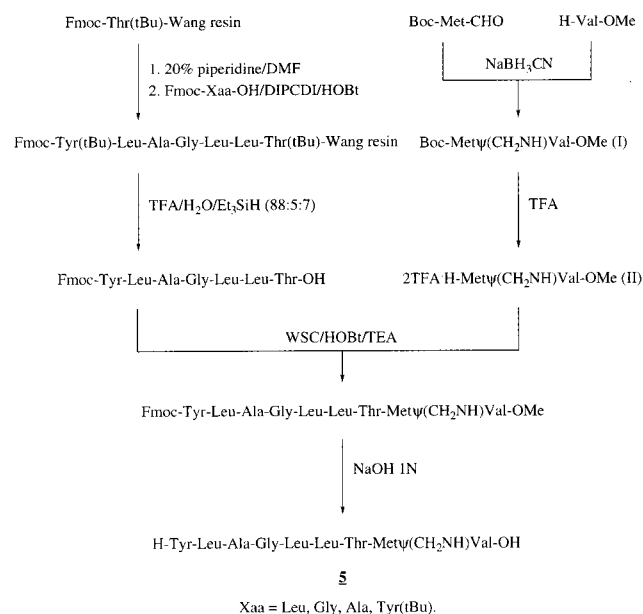 Fmoc-Thr(tBu)-Wang resin
Boc-Met-CHO H-Val-OMe
1. 20% piperidine/DMF
2. Fmoc-Xaa-OH/DIPCDI/HOBt
NaBH₃CN
Fmoc-Tyr(tBu)-Leu-Ala-Gly-Leu-Leu-Thr(tBu)-Wang resin
Boc-Metψ(CH₂NH)Val-OMe (I)
TFA/H₂O/Et₃SiH (88:5:7)
TFA
Fmoc-Tyr-Leu-Ala-Gly-Leu-Leu-Thr-OH
2TFA·H-Metψ(CH₂NH)Val-OMe (II)
WSC/HOBt/TEA
Fmoc-Tyr-Leu-Ala-Gly-Leu-Leu-Thr-Metψ(CH₂NH)Val-OMe
NaOH 1N
H-Tyr-Leu-Ala-Gly-Leu-Leu-Thr-Metψ(CH₂NH)Val-OH
5
Xaa = Leu, Gly, Ala, Tyr(tBu).